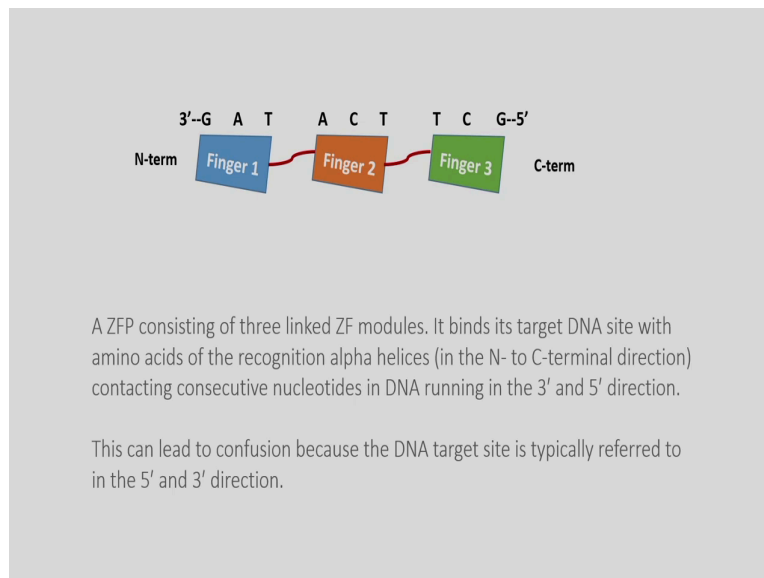 3'--G A T A C T T C G--5'
N-term Finger 1 Finger 2 Finger 3 C-term
A ZFP consisting of three linked ZF modules. It binds its target DNA site with
amino acids of the recognition alpha helices (in the N- to C-terminal direction)
contacting consecutive nucleotides in DNA running in the 3' and 5' direction.
This can lead to confusion because the DNA target site is typically referred to
in the 5' and 3' direction.